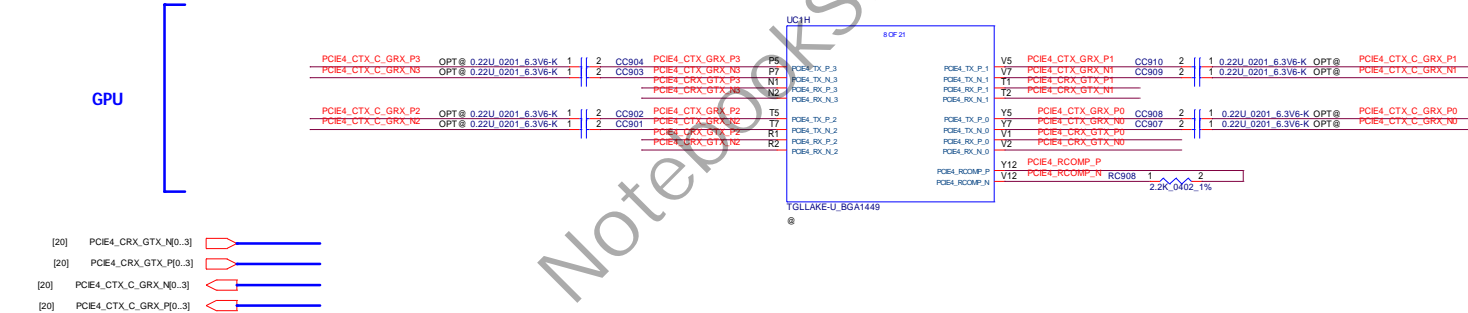 UC1H
8 OF 21
PCIE4_CTX_C_GRX_P3 OPT@ 0.22U_0201_6.3V6-K 1 2 CC904 PCIE4_CTX_GRX_P3 P5 PCIE4_TX_P_3
PCIE4_CTX_C_GRX_N3 OPT@ 0.22U_0201_6.3V6-K 1 2 CC903 PCIE4_CTX_GRX_N3 P7 PCIE4_TX_N_3
PCIE4_CRX_GTX_P3 N1 PCIE4_RX_P_3
PCIE4_CRX_GTX_N3 N2 PCIE4_RX_N_3
PCIE4_TX_P_1 V5 PCIE4_CTX_GRX_P1 CC910 2 1 0.22U_0201_6.3V6-K OPT@ PCIE4_CTX_C_GRX_P1
PCIE4_TX_N_1 V7 PCIE4_CTX_GRX_N1 CC909 2 1 0.22U_0201_6.3V6-K OPT@ PCIE4_CTX_C_GRX_N1
PCIE4_RX_P_1 T1 PCIE4_CRX_GTX_P1
PCIE4_RX_N_1 T2 PCIE4_CRX_GTX_N1
GPU
PCIE4_CTX_C_GRX_P2 OPT@ 0.22U_0201_6.3V6-K 1 2 CC902 PCIE4_CTX_GRX_P2 T5 PCIE4_TX_P_2
PCIE4_CTX_C_GRX_N2 OPT@ 0.22U_0201_6.3V6-K 1 2 CC901 PCIE4_CTX_GRX_N2 T7 PCIE4_TX_N_2
PCIE4_CRX_GTX_P2 R1 PCIE4_RX_P_2
PCIE4_CRX_GTX_N2 R2 PCIE4_RX_N_2
PCIE4_TX_P_0 Y5 PCIE4_CTX_GRX_P0 CC908 2 1 0.22U_0201_6.3V6-K OPT@ PCIE4_CTX_C_GRX_P0
PCIE4_TX_N_0 Y7 PCIE4_CTX_GRX_N0 CC907 2 1 0.22U_0201_6.3V6-K OPT@ PCIE4_CTX_C_GRX_N0
PCIE4_RX_P_0 V1 PCIE4_CRX_GTX_P0
PCIE4_RX_N_0 V2 PCIE4_CRX_GTX_N0
PCIE4_RCOMP_P Y12 PCIE4_RCOMP_P
PCIE4_RCOMP_N V12 PCIE4_RCOMP_N RC908 1 2
2.2K_0402_1%
TGLLAKE-U_BGA1449
@
[20] PCIE4_CRX_GTX_N[0..3]
[20] PCIE4_CRX_GTX_P[0..3]
[20] PCIE4_CTX_C_GRX_N[0..3]
[20] PCIE4_CTX_C_GRX_P[0..3]
Notebooks